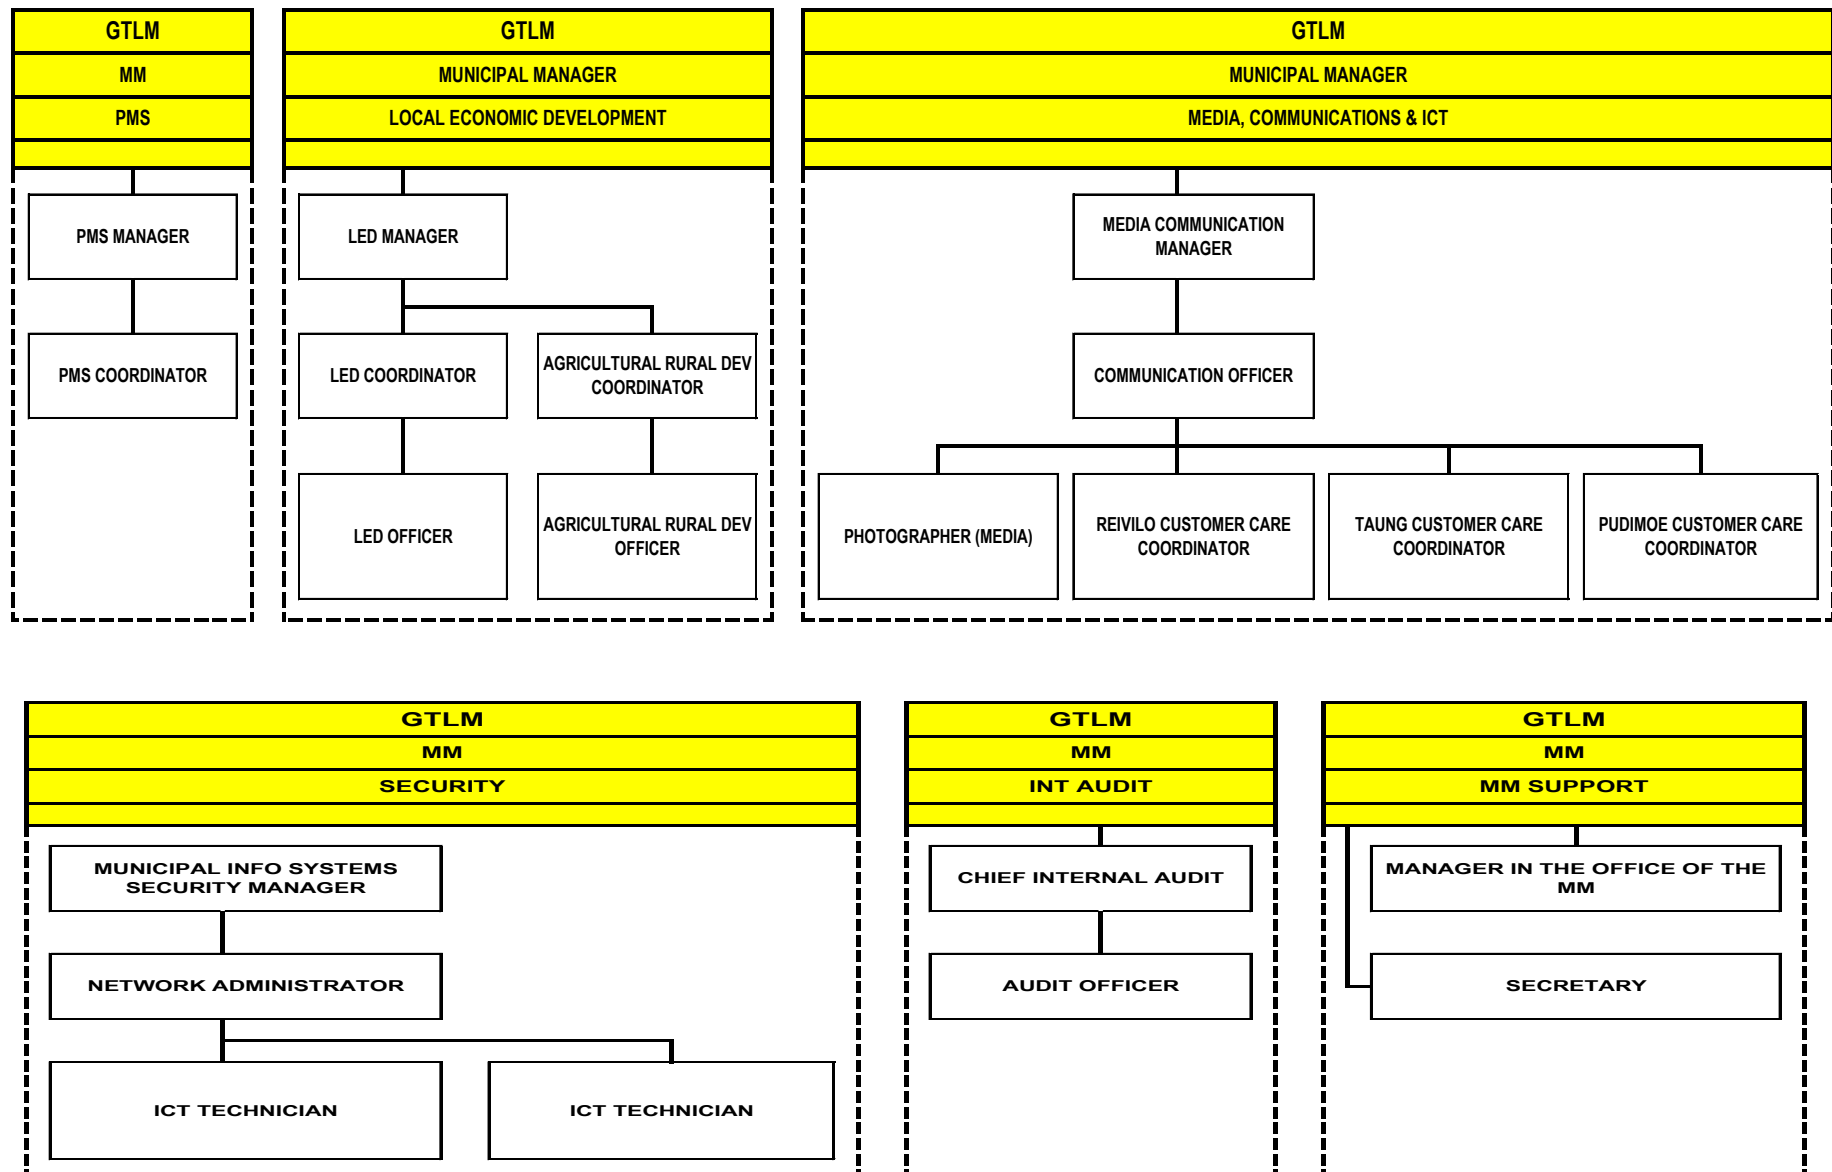 GTLM
MM
PMS
PMS MANAGER
PMS COORDINATOR
GTLM
MUNICIPAL MANAGER
LOCAL ECONOMIC DEVELOPMENT
LED MANAGER
LED COORDINATOR
AGRICULTURAL RURAL DEV
COORDINATOR
LED OFFICER
AGRICULTURAL RURAL DEV
OFFICER
GTLM
MUNICIPAL MANAGER
MEDIA, COMMUNICATIONS & ICT
MEDIA COMMUNICATION
MANAGER
COMMUNICATION OFFICER
PHOTOGRAPHER (MEDIA)
REIVILO CUSTOMER CARE
COORDINATOR
TAUNG CUSTOMER CARE
COORDINATOR
PUDIMOE CUSTOMER CARE
COORDINATOR
GTLM
MM
SECURITY
MUNICIPAL INFO SYSTEMS
SECURITY MANAGER
NETWORK ADMINISTRATOR
ICT TECHNICIAN
ICT TECHNICIAN
GTLM
MM
INT AUDIT
CHIEF INTERNAL AUDIT
AUDIT OFFICER
GTLM
MM
MM SUPPORT
MANAGER IN THE OFFICE OF THE
MM
SECRETARY